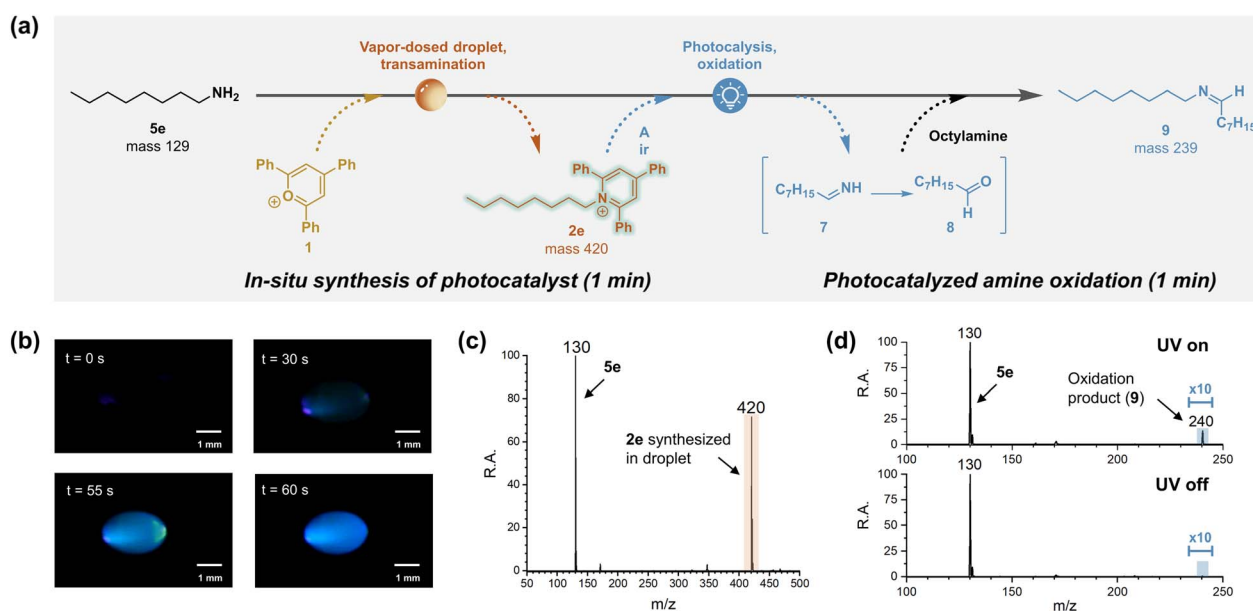 (a)
Vapor-dosed droplet,
transamination
Photocalysis,
oxidation
NH2
5e
mass 129
Ph
Ph
O
⊕
Ph
1
A
ir
Ph
Ph
N
⊕
Ph
2e
mass 420
Octylamine
C7H15
NH
7
C7H15
O
H
8
N
H
C7H15
9
mass 239
In-situ synthesis of photocatalyst (1 min)
Photocatalyzed amine oxidation (1 min)
(b)
t = 0 s
1 mm
t = 30 s
1 mm
t = 55 s
1 mm
t = 60 s
1 mm
(c)
130
5e
420
2e synthesized
in droplet
R.A.
100
80
60
40
20
0
50 100 150 200 250 300 350 400 450 500
m/z
(d)
130
UV on
5e
Oxidation
product (9)
x10
240
R.A.
100
75
50
25
0
100 150 200 250
130
UV off
x10
R.A.
100
75
50
25
0
100 150 200 250
m/z